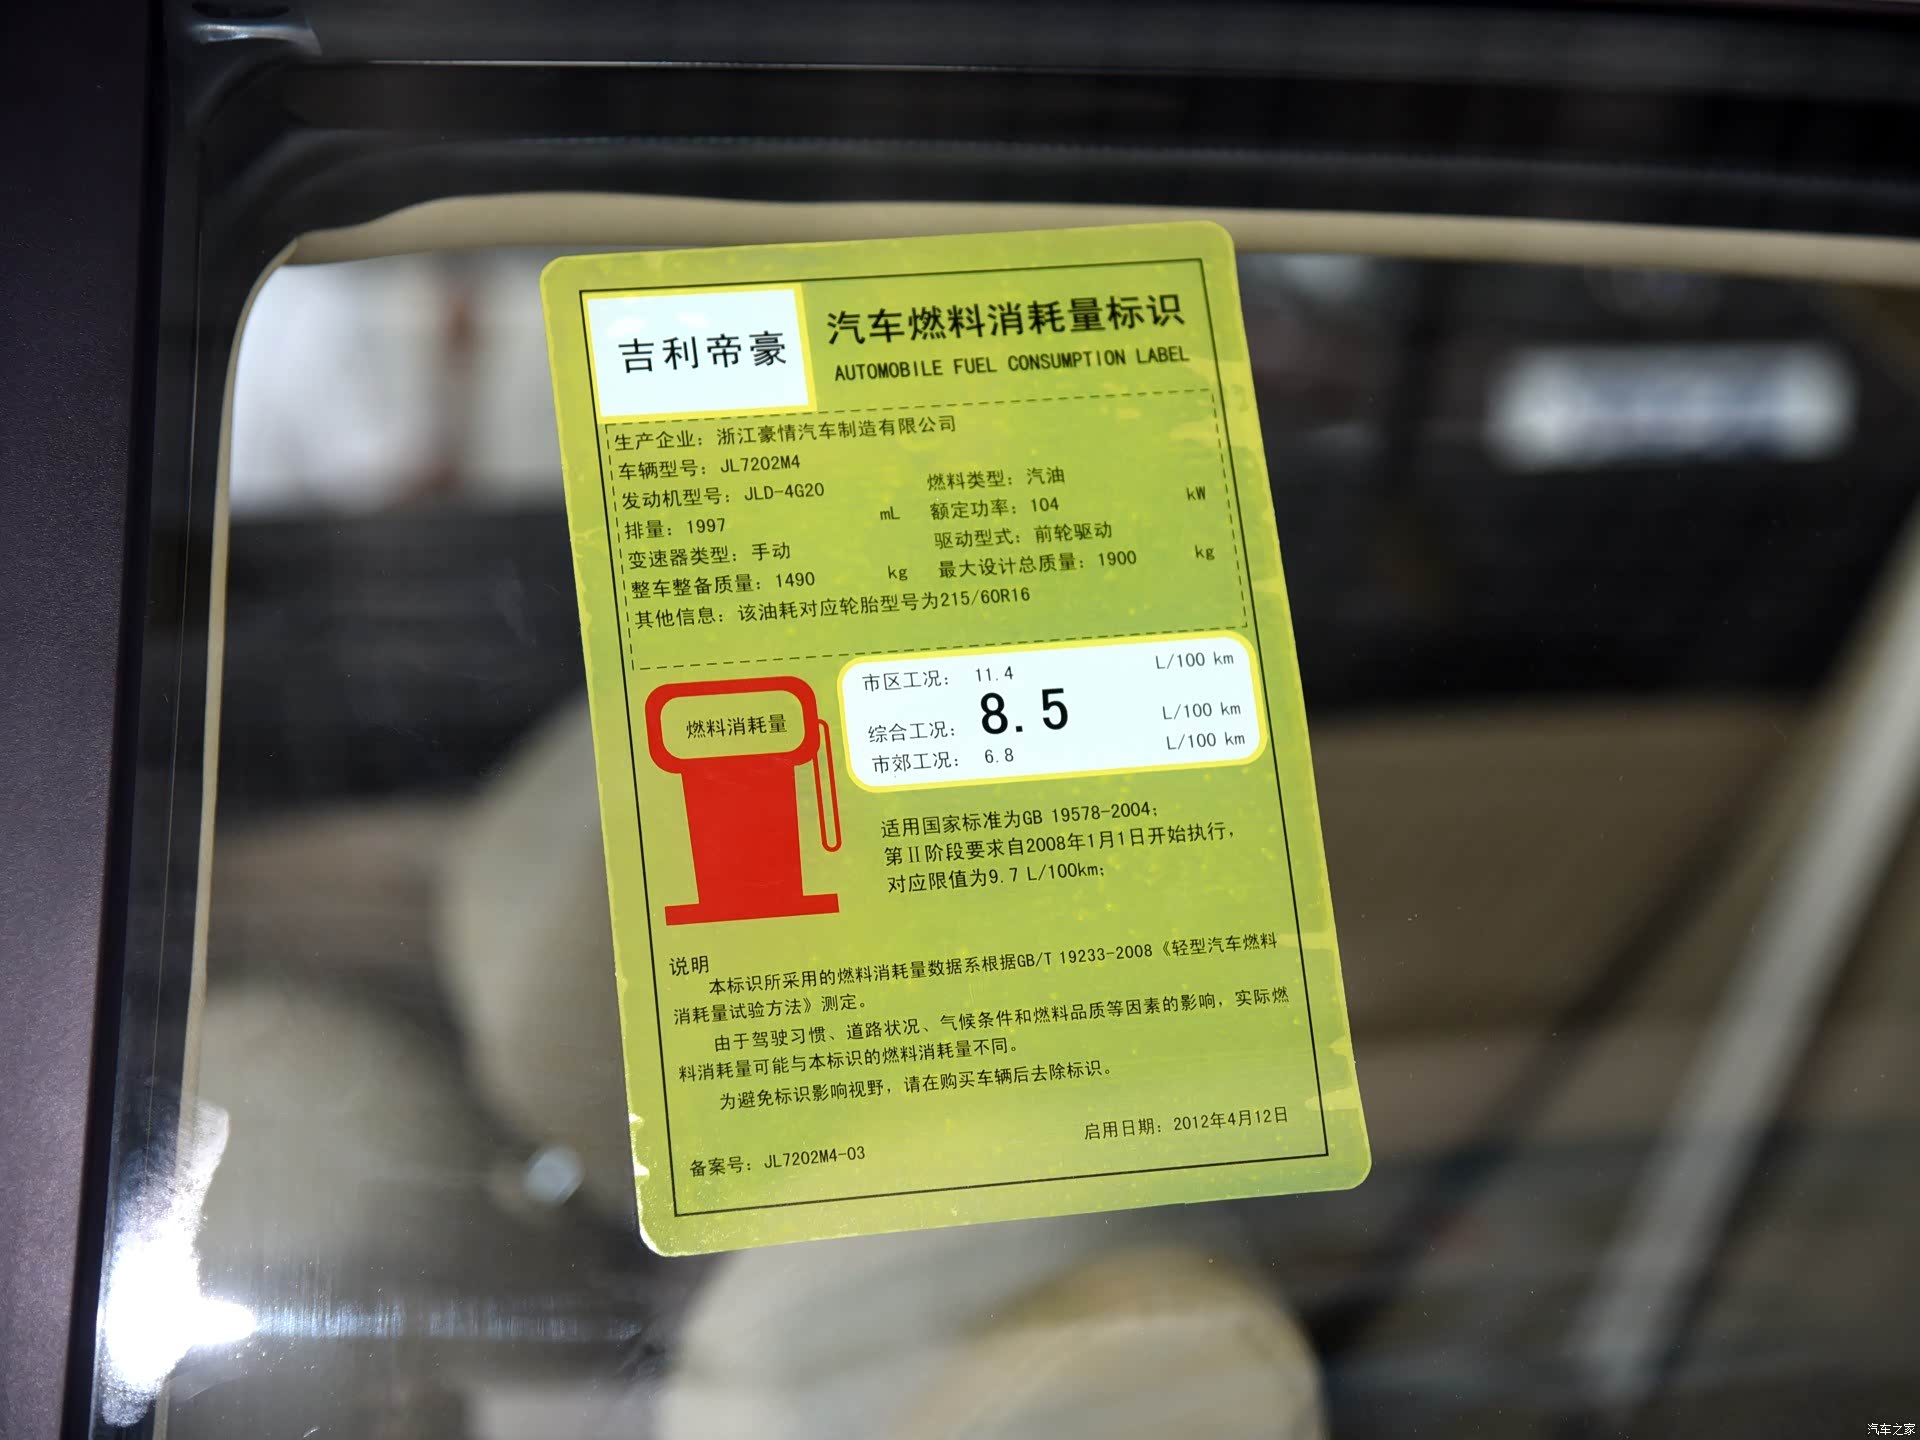 吉利帝豪
汽车燃料消耗量标识
AUTOMOBILE FUEL CONSUMPTION LABEL
生产企业：浙江豪情汽车制造有限公司
车辆型号：JL7202M4
发动机型号：JLD-4G20 燃料类型：汽油
排量：1997 mL 额定功率：104 kW
变速器类型：手动 驱动型式：前轮驱动
整车整备质量：1490 kg 最大设计总质量：1900 kg
其他信息：该油耗对应轮胎型号为215/60R16
燃料消耗量
市区工况： 11.4 L/100 km
综合工况： 8.5 L/100 km
市郊工况： 6.8 L/100 km
适用国家标准为GB 19578-2004；
第Ⅱ阶段要求自2008年1月1日开始执行，
对应限值为9.7 L/100km；
说明
本标识所采用的燃料消耗量数据系根据GB/T 19233-2008《轻型汽车燃料
消耗量试验方法》测定。
由于驾驶习惯、道路状况、气候条件和燃料品质等因素的影响，实际燃
料消耗量可能与本标识的燃料消耗量不同。
为避免标识影响视野，请在购买车辆后去除标识。
备案号：JL7202M4-03 启用日期：2012年4月12日
汽车之家